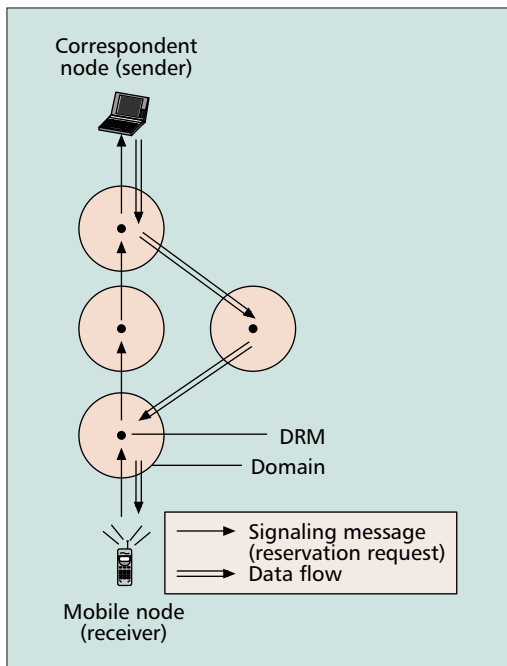 Correspondent
node (sender)
DRM
Domain
Signaling message
(reservation request)
Data flow
Mobile node
(receiver)